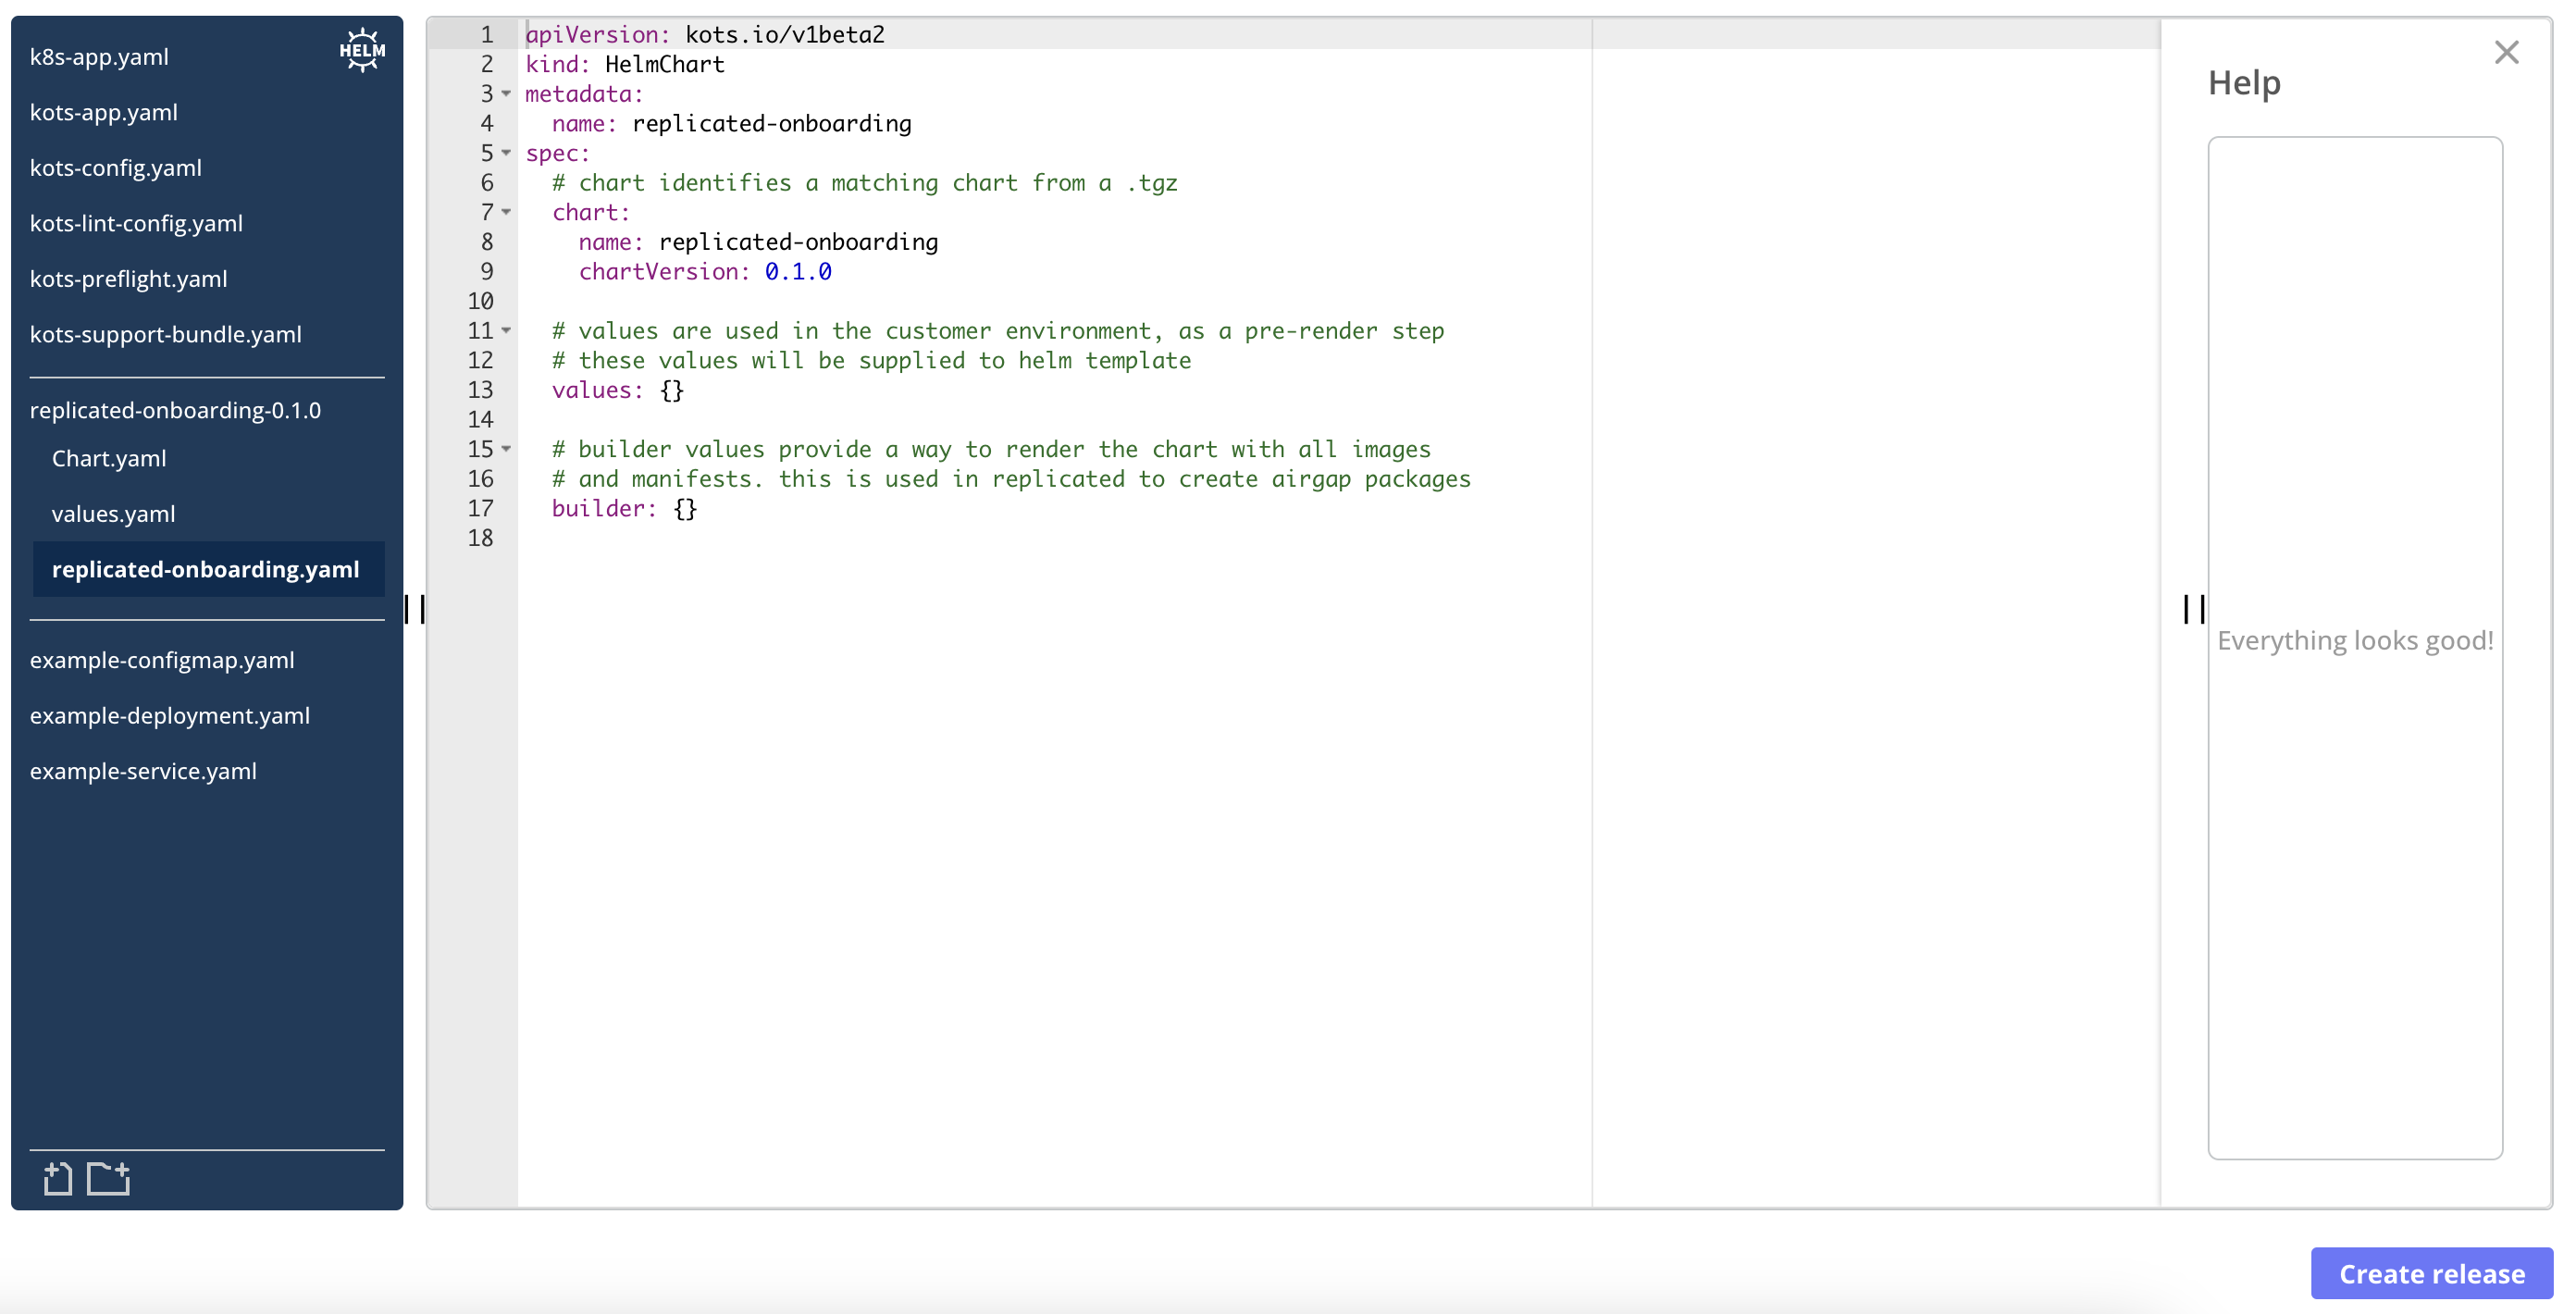 k8s-app.yaml
HELM
kots-app.yaml
kots-config.yaml
kots-lint-config.yaml
kots-preflight.yaml
kots-support-bundle.yaml
replicated-onboarding-0.1.0
Chart.yaml
values.yaml
replicated-onboarding.yaml
example-configmap.yaml
example-deployment.yaml
example-service.yaml
1 apiVersion: kots.io/v1beta2
2 kind: HelmChart
3 metadata:
4   name: replicated-onboarding
5 spec:
6   # chart identifies a matching chart from a .tgz
7   chart:
8     name: replicated-onboarding
9     chartVersion: 0.1.0
10
11   # values are used in the customer environment, as a pre-render step
12   # these values will be supplied to helm template
13   values: {}
14
15   # builder values provide a way to render the chart with all images
16   # and manifests. this is used in replicated to create airgap packages
17   builder: {}
18
Help
Everything looks good!
Create release